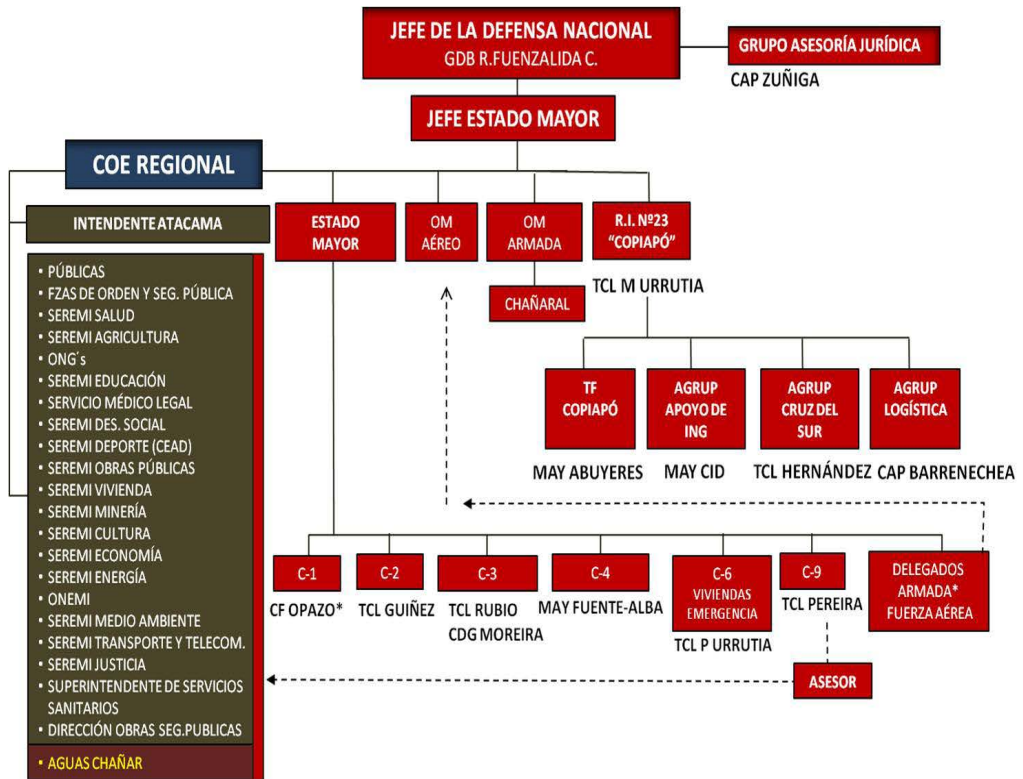 JEFE DE LA DEFENSA NACIONAL
GDB R.FUENZALIDA C.
GRUPO ASESORÍA JURÍDICA
CAP ZUÑIGA
JEFE ESTADO MAYOR
COE REGIONAL
INTENDENTE ATACAMA
• PÚBLICAS
• FZAS DE ORDEN Y SEG. PÚBLICA
• SEREMI SALUD
• SEREMI AGRICULTURA
• ONG´s
• SEREMI EDUCACIÓN
• SERVICIO MÉDICO LEGAL
• SEREMI DES. SOCIAL
• SEREMI DEPORTE (CEAD)
• SEREMI OBRAS PÚBLICAS
• SEREMI VIVIENDA
• SEREMI MINERÍA
• SEREMI CULTURA
• SEREMI ECONOMÍA
• SEREMI ENERGÍA
• ONEMI
• SEREMI MEDIO AMBIENTE
• SEREMI TRANSPORTE Y TELECOM.
• SEREMI JUSTICIA
• SUPERINTENDENTE DE SERVICIOS
SANITARIOS
• DIRECCIÓN OBRAS SEG.PUBLICAS
• AGUAS CHAÑAR
ESTADO
MAYOR
OM
AÉREO
OM
ARMADA
CHAÑARAL
R.I. Nº23
“COPIAPÓ”
TCL M URRUTIA
TF
COPIAPÓ
MAY ABUYERES
AGRUP
APOYO DE
ING
MAY CID
AGRUP
CRUZ DEL
SUR
TCL HERNÁNDEZ
AGRUP
LOGÍSTICA
CAP BARRENECHEA
C-1
CF OPAZO*
C-2
TCL GUIÑEZ
C-3
TCL RUBIO
CDG MOREIRA
C-4
MAY FUENTE-ALBA
C-6
VIVIENDAS
EMERGENCIA
TCL P URRUTIA
C-9
TCL PEREIRA
DELEGADOS
ARMADA*
FUERZA AÉREA
ASESOR